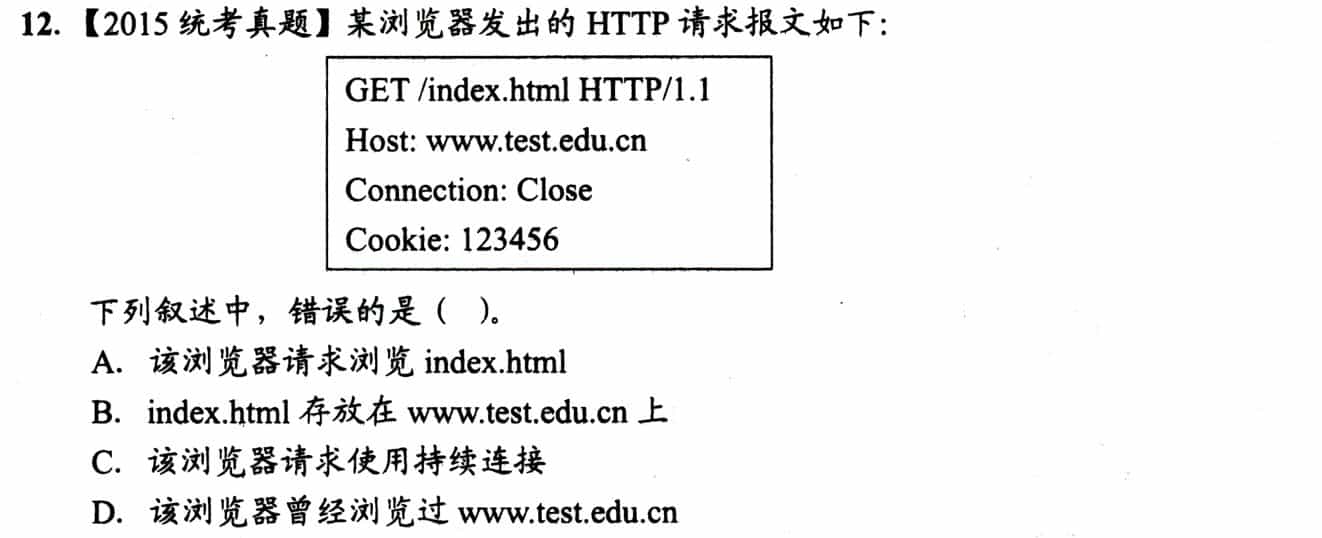 12. 【2015 统考真题】某浏览器发出的 HTTP 请求报文如下：
GET /index.html HTTP/1.1
Host: www.test.edu.cn
Connection: Close
Cookie: 123456
下列叙述中，错误的是（ ）。
A. 该浏览器请求浏览 index.html
B. index.html 存放在 www.test.edu.cn 上
C. 该浏览器请求使用持续连接
D. 该浏览器曾经浏览过 www.test.edu.cn